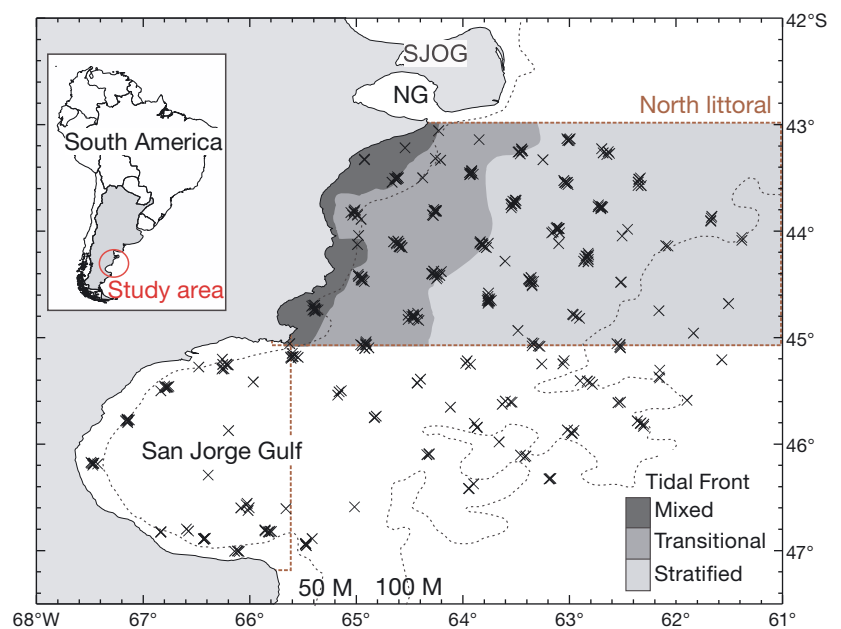 42°S
SJOG
NG
North littoral
43°
South America
44°
Study area
45°
San Jorge Gulf
46°
Tidal Front
Mixed
Transitional
47°
Stratified
50 M 100 M
68°W 67° 66° 65° 64° 63° 62° 61°